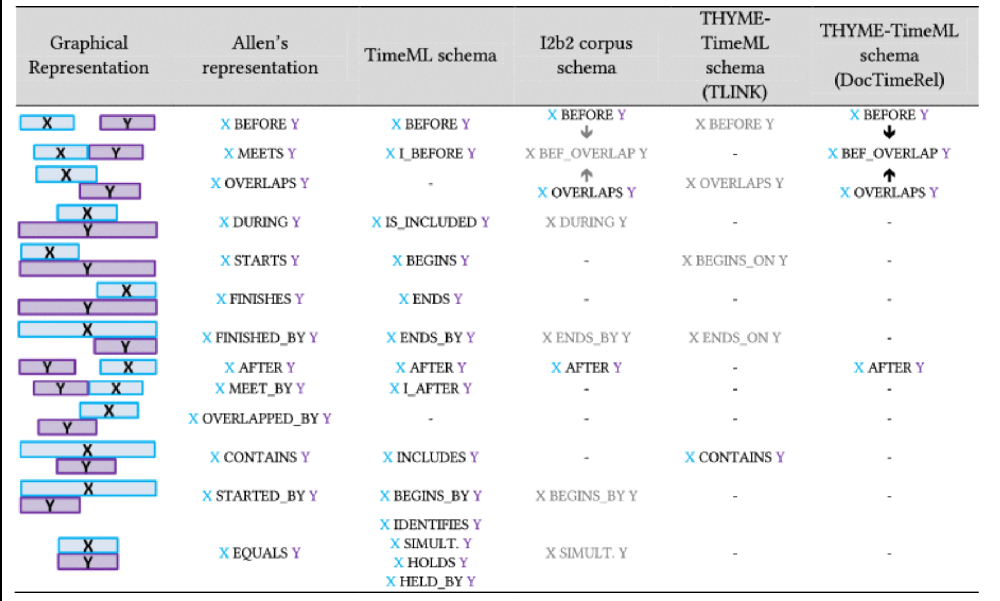 Graphical Representation | Allen's representation | TimeML schema | I2b2 corpus schema | THYME-TimeML schema (TLINK) | THYME-TimeML schema (DocTimeRel)
X Y | X BEFORE Y | X BEFORE Y | X BEFORE Y ↓ | X BEFORE Y | X BEFORE Y ↓
X Y | X MEETS Y | X I_BEFORE Y | X BEF_OVERLAP Y | - | X BEF_OVERLAP Y
X Y | X OVERLAPS Y | - | ↑ X OVERLAPS Y | X OVERLAPS Y | ↑ X OVERLAPS Y
X Y | X DURING Y | X IS_INCLUDED Y | X DURING Y | - | -
X Y | X STARTS Y | X BEGINS Y | - | X BEGINS_ON Y | -
X Y | X FINISHES Y | X ENDS Y | - | - | -
X Y | X FINISHED_BY Y | X ENDS_BY Y | X ENDS_BY Y | X ENDS_ON Y | -
Y X | X AFTER Y | X AFTER Y | X AFTER Y | - | X AFTER Y
Y X | X MEET_BY Y | X I_AFTER Y | - | - | -
X Y | X OVERLAPPED_BY Y | - | - | - | -
X Y | X CONTAINS Y | X INCLUDES Y | - | X CONTAINS Y | -
X Y | X STARTED_BY Y | X BEGINS_BY Y | X BEGINS_BY Y | - | -
X Y | X EQUALS Y | X IDENTIFIES Y X SIMULT. Y X HOLDS Y X HELD_BY Y | X SIMULT. Y | - | -